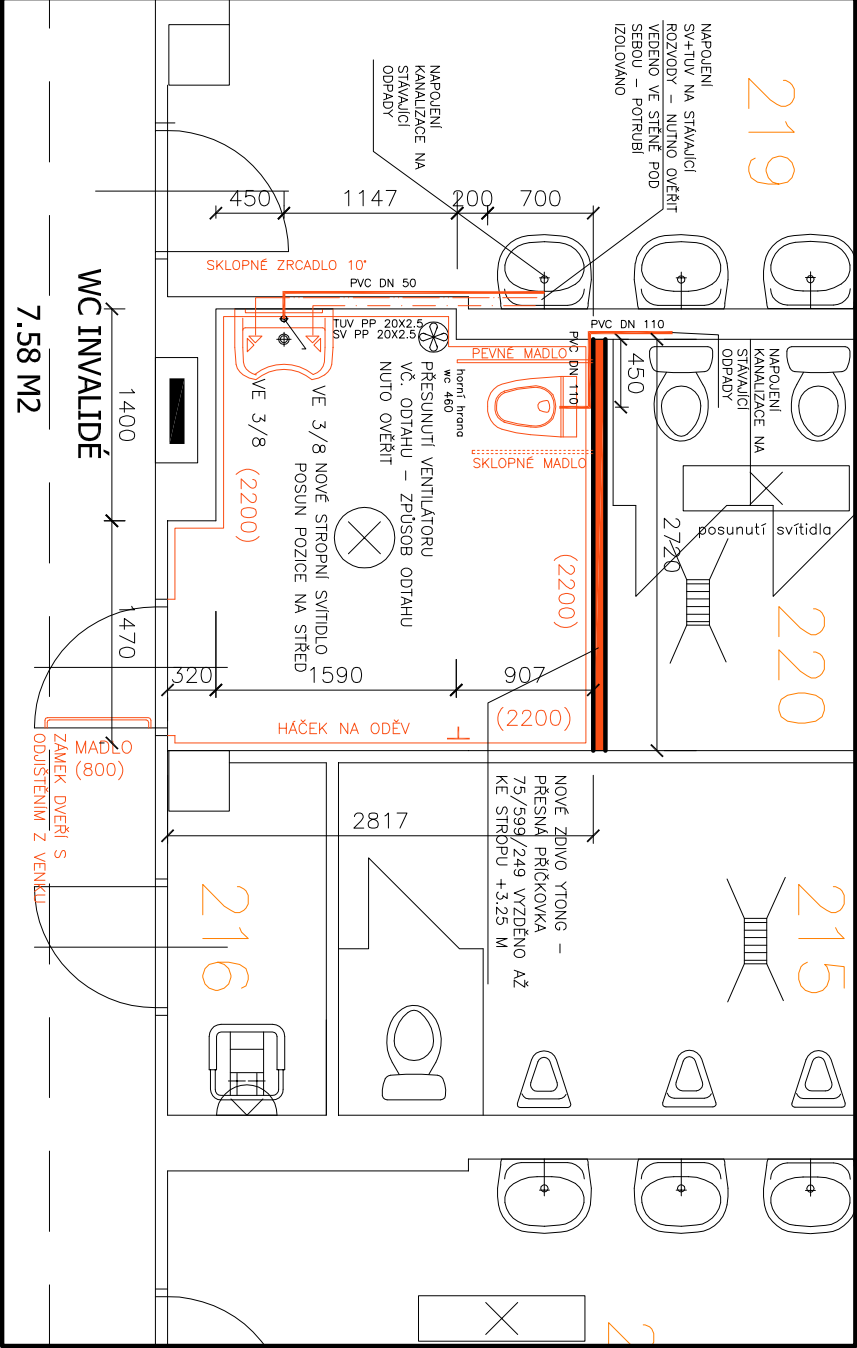 219
NAPOJENÍ
SV+TUV NA STÁVAJÍCÍ
ROZVODY – NUTNO OVĚŘIT
VEDENO VE STĚNĚ POD
SEBOU – POTRUBÍ
IZOLOVÁNO
NAPOJENÍ
KANALIZACE NA
STÁVAJÍCÍ
ODPADY
450
1147
200
700
SKLOPNÉ ZRCADLO 10°
PVC DN 50
TUV PP 20X2.5
SV PP 20X2.5
PVC DN 110
PVC DN 110
NAPOJENÍ
KANALIZACE NA
STÁVAJÍCÍ
ODPADY
450
PEVNÉ MADLO
horní hrana
wc 460
SKLOPNÉ MADLO
WC INVALIDÉ
7.58 M2
1400
VE 3/8
VE 3/8
PŘESUNUTÍ VENTILÁTORU
VČ. ODTAHU – ZPŮSOB ODTAHU
NUTO OVĚŘIT
NOVÉ STROPNÍ SVÍTIDLO
POSUN POZICE NA STŘED
(2200)
(2200)
(2200)
posunutí svítidla
2720
220
1470
320
1590
907
HÁČEK NA ODĚV
MADLO
(800)
ZÁMEK DVEŘÍ S
ODJIŠTĚNÍM Z VENKU
2817
NOVÉ ZDIVO YTONG –
PŘESNÁ PŘÍČKOVKA
75/599/249 VYZDĚNO AŽ
KE STROPU +3.25 M
216
215
2